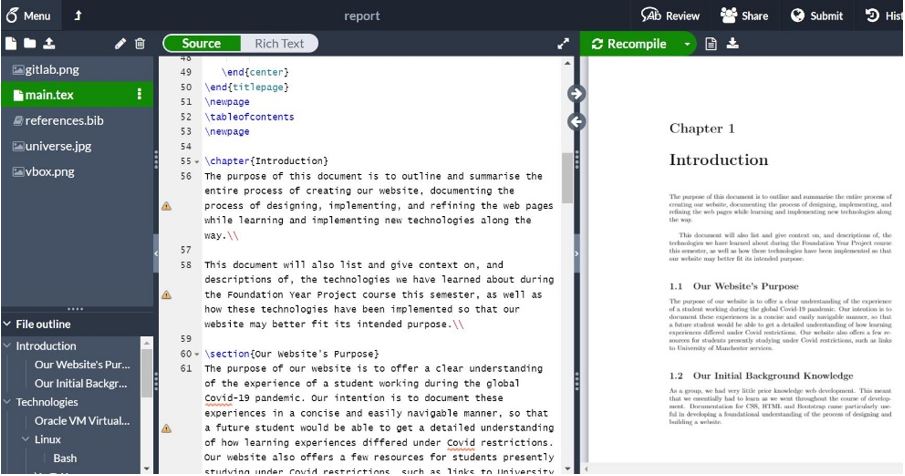 Menu
report
Review
Share
Submit
Hist
Source
Rich Text
Recompile
gitlab.png
main.tex
references.bib
universe.jpg
vbox.png
File outline
Introduction
Our Website's Pur...
Our Initial Backgr...
Technologies
Oracle VM Virtual...
Linux
Bash
48
49 \end{center}
50 \end{titlepage}
51 \newpage
52 \tableofcontents
53 \newpage
54
55 \chapter{Introduction}
56 The purpose of this document is to outline and summarise the
entire process of creating our website, documenting the
process of designing, implementing, and refining the web pages
while learning and implementing new technologies along the
way.\\
57
58 This document will also list and give context on, and
descriptions of, the technologies we have learned about during
the Foundation Year Project course this semester, as well as
how these technologies have been implemented so that our
website may better fit its intended purpose.\\
59
60 \section{Our Website's Purpose}
61 The purpose of our website is to offer a clear understanding
of the experience of a student working during the global
Covid-19 pandemic. Our intention is to document these
experiences in a concise and easily navigable manner, so that
a future student would be able to get a detailed understanding
of how learning experiences differed under Covid restrictions.
Our website also offers a few resources for students presently
studying under Covid restrictions, such as links to University
Chapter 1
Introduction
The purpose of this document is to outline and summarise the entire process of
creating our website, documenting the process of designing, implementing, and
refining the web pages while learning and implementing new technologies along
the way.
This document will also list and give context on, and descriptions of, the
technologies we have learned about during the Foundation Year Project course
this semester, as well as how these technologies have been implemented so that
our website may better fit its intended purpose.
1.1 Our Website's Purpose
The purpose of our website is to offer a clear understanding of the experience
of a student working during the global Covid-19 pandemic. Our intention is to
document these experiences in a concise and easily navigable manner, so that
a future student would be able to get a detailed understanding of how learning
experiences differed under Covid restrictions. Our website also offers a few re-
sources for students presently studying under Covid restrictions, such as links
to University of Manchester services.
1.2 Our Initial Background Knowledge
As a group, we had very little prior knowledge web development. This meant
that we essentially had to learn as we went throughout the course of develop-
ment. Documentation for CSS, HTML and Bootstrap came particularly use-
ful in developing a foundational understanding of the process of designing and
building a website.